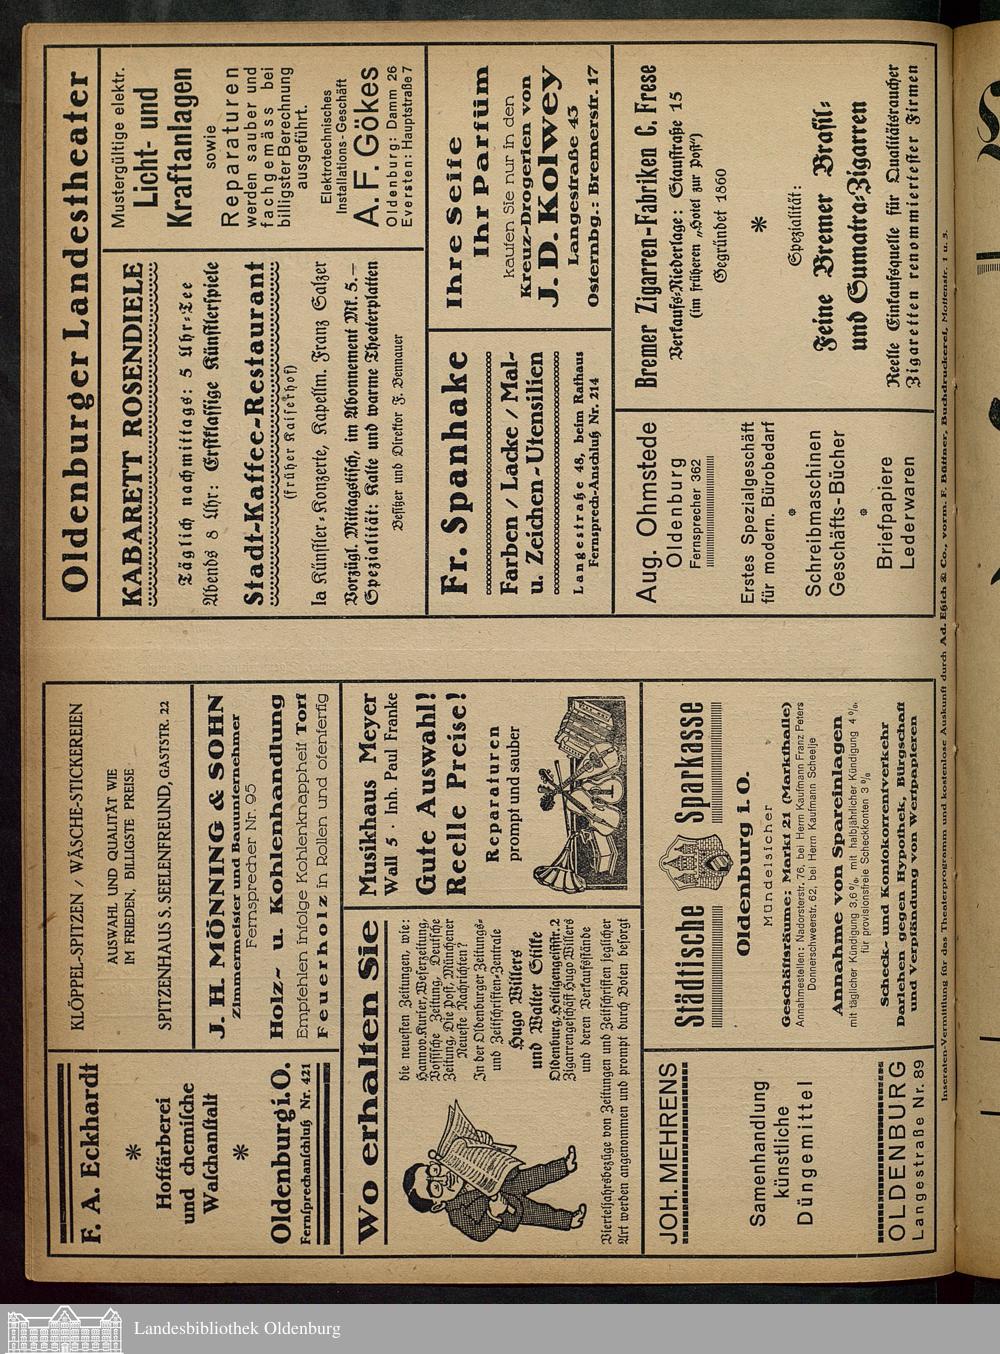 F. A. Eckhardt
Hoffärberei
und chemische
Waschanstalt
Oldenburg i. O.
Fernsprechanschluß Nr. 421
KLÖPPEL-SPITZEN / WÄSCHE-STICKEREIEN
AUSWAHL UND QUALITÄT WIE
IM FRIEDEN, BILLIGSTE PREISE
SPITZENHAUS S. SEELENFREUND, GASTSTR. 22
J. H. MÖNNING & SOHN
Zimmermeister und Bauunternehmer
Fernsprecher Nr. 95
Holz- u. Kohlenhandlung
Empfehlen infolge Kohlenknappheit Torf
Feuerholz in Rollen und ofenfertig
Wo erhalten Sie
die neuesten Zeitungen, wie:
Hannov. Kurier, Weserzeitung,
Vossische Zeitung, Deutsche
Zeitung, Die Post, Münchener
Neueste Nachrichten?
In der Oldenburger Zeitungs-
und Zeitschriften-Zentrale
Hugo Willers
und Walter Stille
Oldenburg, Heiligengeiststr. 2
Zigarrengeschäft Hugo Willers
und deren Verkaufsstände
Vierteljahrsbezüge von Zeitungen und Zeitschriften jeglicher
Art werden angenommen und prompt durch Boten besorgt
Musikhaus Meyer
Wall 5 · Inh. Paul Franke
Gute Auswahl!
Reelle Preise!
Reparaturen
prompt und sauber
JOH. MEHRENS
Samenhandlung
künstliche
Düngemittel
OLDENBURG
Langestraße Nr. 89
Städtische Sparkasse
Oldenburg i. O.
Mündelsicher
Geschäftsräume: Markt 21 (Markthalle)
Annahmestellen: Nadorsterstr. 76, bei Herrn Kaufmann Franz Peters
Donnerschweerstr. 62, bei Herrn Kaufmann Scheelje
Annahme von Spareinlagen
mit täglicher Kündigung 3,6 %, mit halbjährlicher Kündigung 4 %,
für provisionsfreie Scheckkonten 3 %
Scheck- und Kontokorrentverkehr
Darlehen gegen Hypothek, Bürgschaft
und Verpfändung von Wertpapieren
Oldenburger Landestheater
KABARETT ROSENDIELE
Täglich nachmittags: 5 Uhr-Tee
Abends 8 Uhr: Erstklassige Künstlerspiele
Stadt-Kaffee-Restaurant
(früher Kaiserhof)
Ia Künstler-Konzerte, Kapellm. Franz Salzer
Vorzügl. Mittagstisch, im Abonnement Mk. 5.—
Spezialität: Kalte und warme Theaterplatten
Besitzer und Direktor F. Bennauer
Mustergültige elektr.
Licht- und
Kraftanlagen
sowie
Reparaturen
werden sauber und
fachgemäss bei
billigster Berechnung
ausgeführt.
Elektrotechnisches
Installations-Geschäft
A. F. Gökes
Oldenburg: Damm 26
Eversten: Hauptstraße 7
Fr. Spanhake
Farben / Lacke / Mal-
u. Zeichen-Utensilien
Langestraße 48, beim Rathaus
Fernsprech-Anschluß Nr. 214
Ihre Seife
Ihr Parfüm
kaufen Sie nur in den
Kreuz-Drogerien von
J. D. Kolwey
Langestraße 43
Osternbg.: Bremerstr. 17
Aug. Ohmstede
Oldenburg
Fernsprecher 362
Erstes Spezialgeschäft
für modern. Bürobedarf
Schreibmaschinen
Geschäfts-Bücher
Briefpapiere
Lederwaren
Bremer Zigarren-Fabriken C. Frese
Verkaufs-Niederlage: Staustraße 15
(im früheren „Hotel zur Post“)
Gegründet 1860
Spezialität:
Feine Bremer Brasil-
und Sumatra-Zigarren
Reelle Einkaufsquelle für Qualitätsraucher
Zigaretten renommiertester Firmen
Inseraten-Vermittlung für das Theaterprogramm und kostenlose Auskunft durch Ad. Eßich & Co., vorm. F. Büttner, Buchdruckerei, Mottenstr. 1 u. 3.
Landesbibliothek Oldenburg